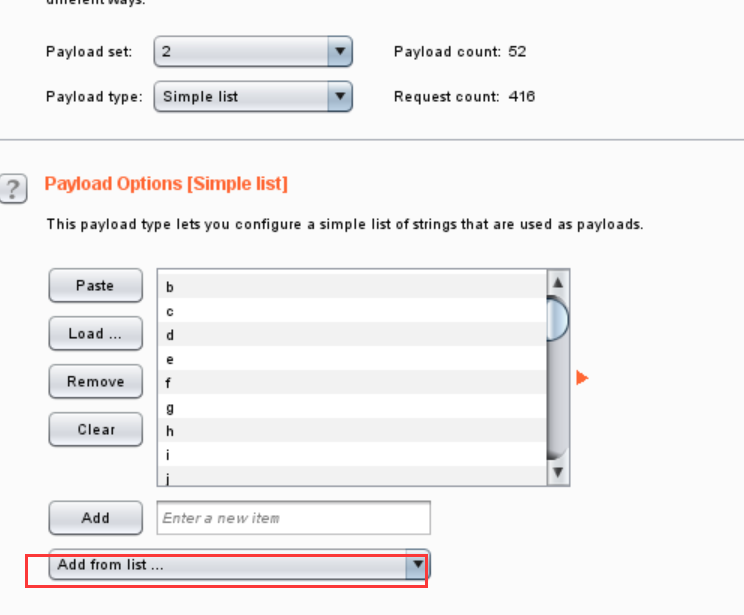 different ways.
Payload set: 2 Payload count: 52
Payload type: Simple list Request count: 416
? Payload Options [Simple list]
This payload type lets you configure a simple list of strings that are used as payloads.
Paste
Load ...
Remove
Clear
b
c
d
e
f
g
h
i
j
Add Enter a new item
Add from list ...